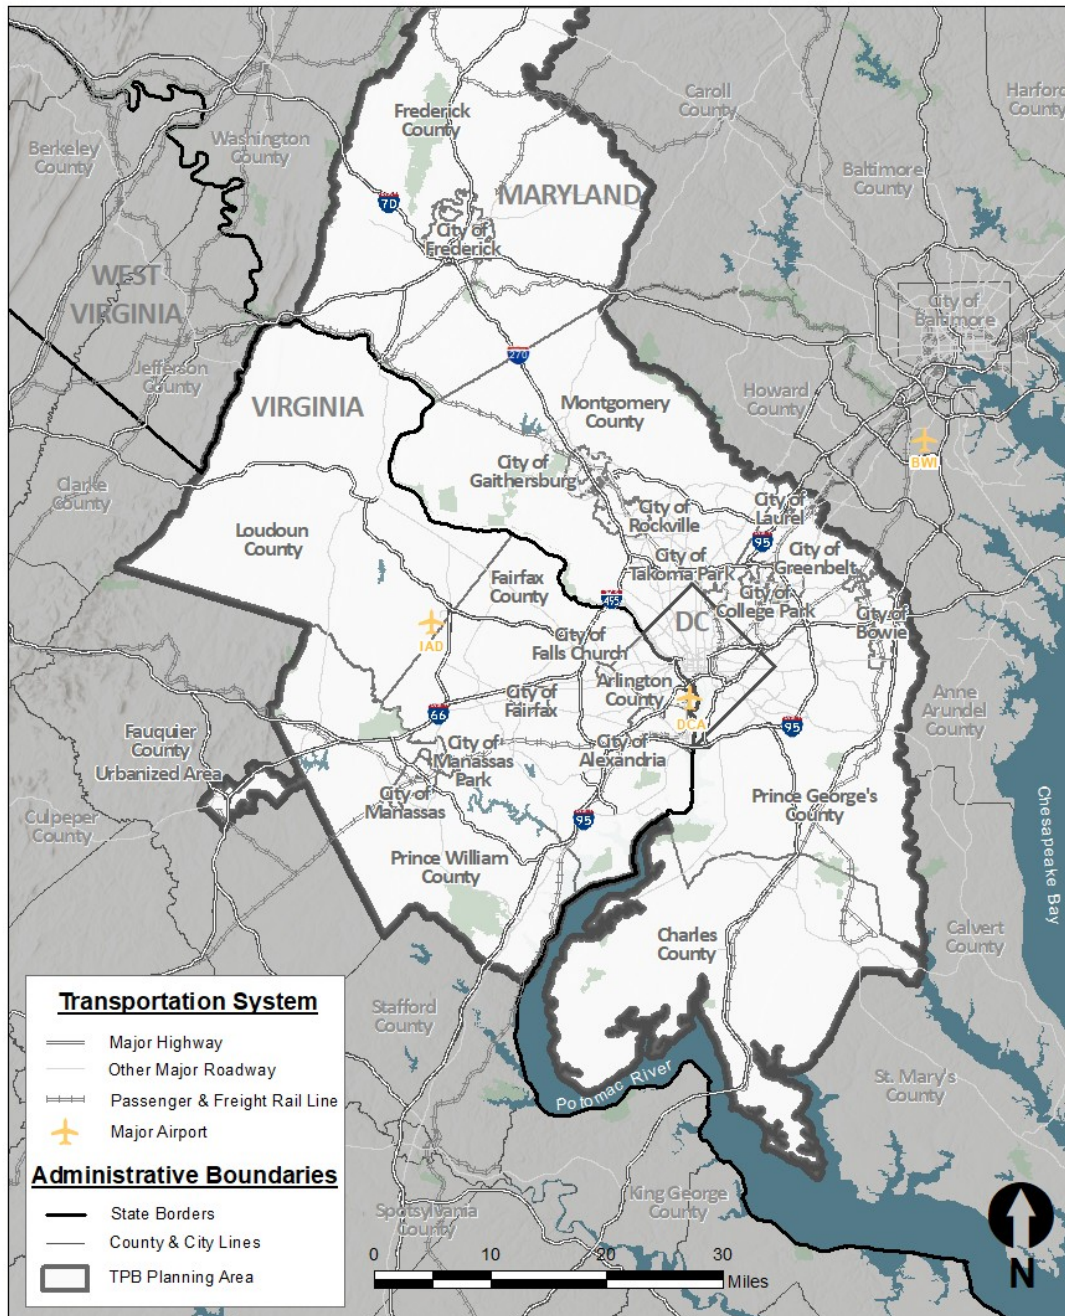 Frederick
County
Caroll
County
Harford
County
Berkeley
County
Washington
County
Baltimore
County
MARYLAND
7D
City of
Frederick
WEST
VIRGINIA
City of
Baltimore
270
Jefferson
County
Howard
County
VIRGINIA
Montgomery
County
BWI
City of
Gaithersburg
Clarke
County
City of
Rockville
City of
Laurel
Loudoun
County
95
City of
Takoma Park
City of
Greenbelt
Fairfax
County
495
City of
College Park
City of
Bowie
DC
IAD
City of
Falls Church
Arlington
County
City of
Fairfax
Anne
Arundel
County
66
DCA
95
Fauquier
County
Urbanized Area
City of
Manassas
Park
City of
Alexandria
City of
Manassas
Prince George's
County
Chesapeake Bay
Culpeper
County
95
Prince William
County
Charles
County
Calvert
County
Stafford
County
Potomac River
St. Mary's
County
Spotsylvania
County
King George
County
Transportation System
Major Highway
Other Major Roadway
Passenger & Freight Rail Line
Major Airport
Administrative Boundaries
State Borders
County & City Lines
TPB Planning Area
0 10 20 30
Miles
N